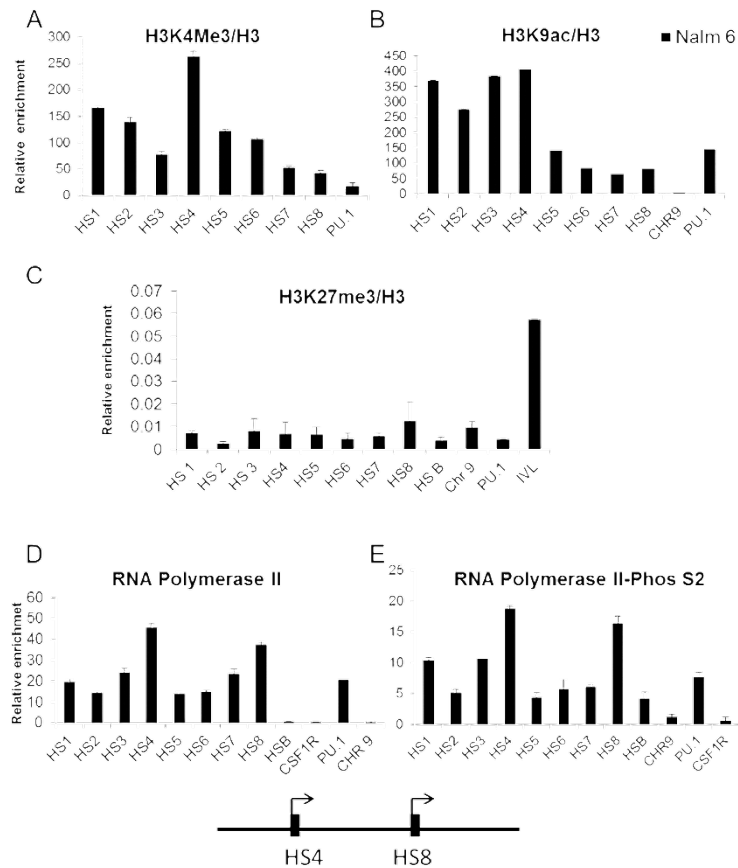 A
H3K4Me3/H3
Relative enrichment
300
250
200
150
100
50
0
HS1 HS2 HS3 HS4 HS5 HS6 HS7 HS8 PU.1
B
H3K9ac/H3
Nalm 6
450
400
350
300
250
200
150
100
50
0
HS1 HS2 HS3 HS4 HS5 HS6 HS7 HS8 CHR9 PU.1
C
H3K27me3/H3
Relative enrichment
0.07
0.06
0.05
0.04
0.03
0.02
0.01
0
HS 1 HS 2 HS 3 HS4 HS5 HS6 HS7 HS8 HS B Chr 9 PU.1 IVL
D
RNA Polymerase II
Relative enrichmet
60
50
40
30
20
10
0
HS1 HS2 HS3 HS4 HS5 HS6 HS7 HS8 HSB CSF1R PU.1 CHR 9
E
RNA Polymerase II-Phos S2
25
20
15
10
5
0
HS1 HS2 HS3 HS4 HS5 HS6 HS7 HS8 HSB CHR9 PU.1 CSF1R
HS4 HS8